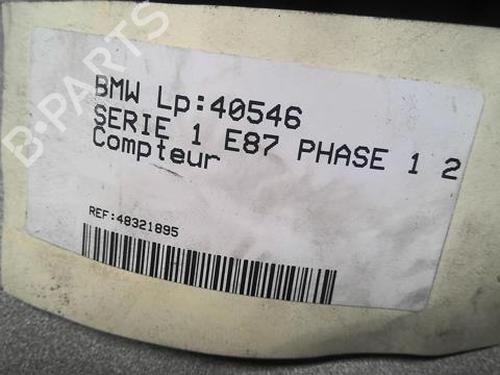 B-PARTS
BMW Lp:40546
SERIE 1 E87 PHASE 1 2
Compteur
REF:48321895